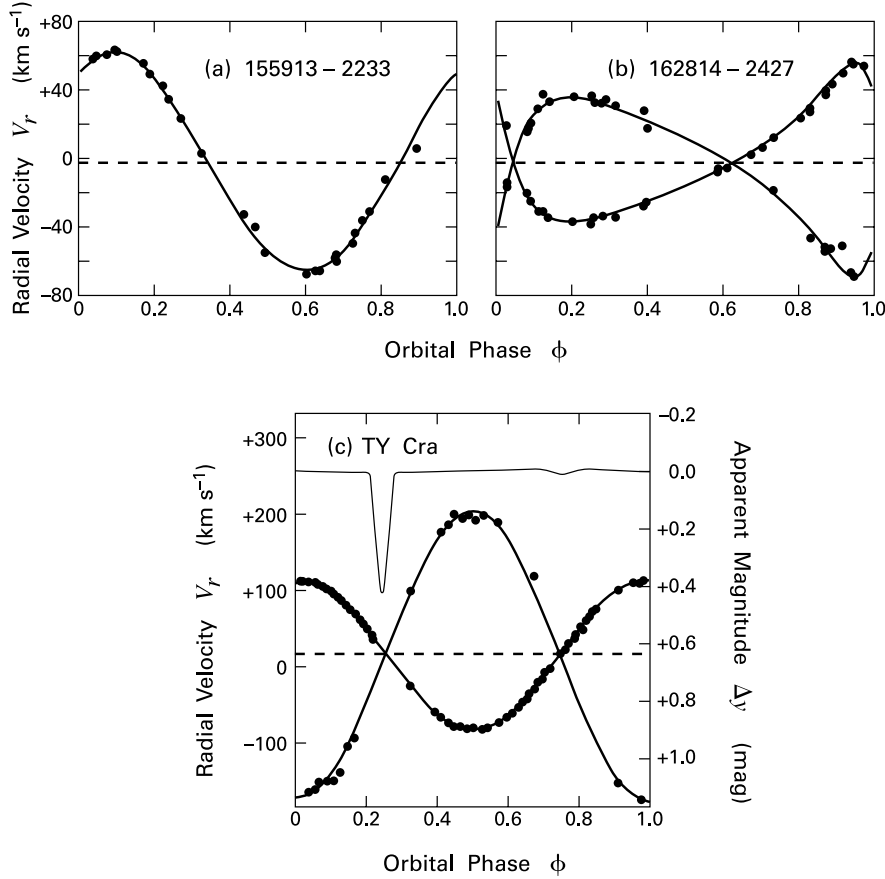 Radial Velocity Vr (km s−1)
+80
+40
0
−40
−80
(a) 155913 − 2233
(b) 162814 − 2427
0 0.2 0.4 0.6 0.8 1.0
0 0.2 0.4 0.6 0.8 1.0
Orbital Phase ϕ
Radial Velocity Vr (km s−1)
+300
+200
+100
0
−100
(c) TY Cra
−0.2
0.0
+0.2
+0.4
+0.6
+0.8
+1.0
Apparent Magnitude Δy (mag)
0.0 0.2 0.4 0.6 0.8 1.0
Orbital Phase ϕ